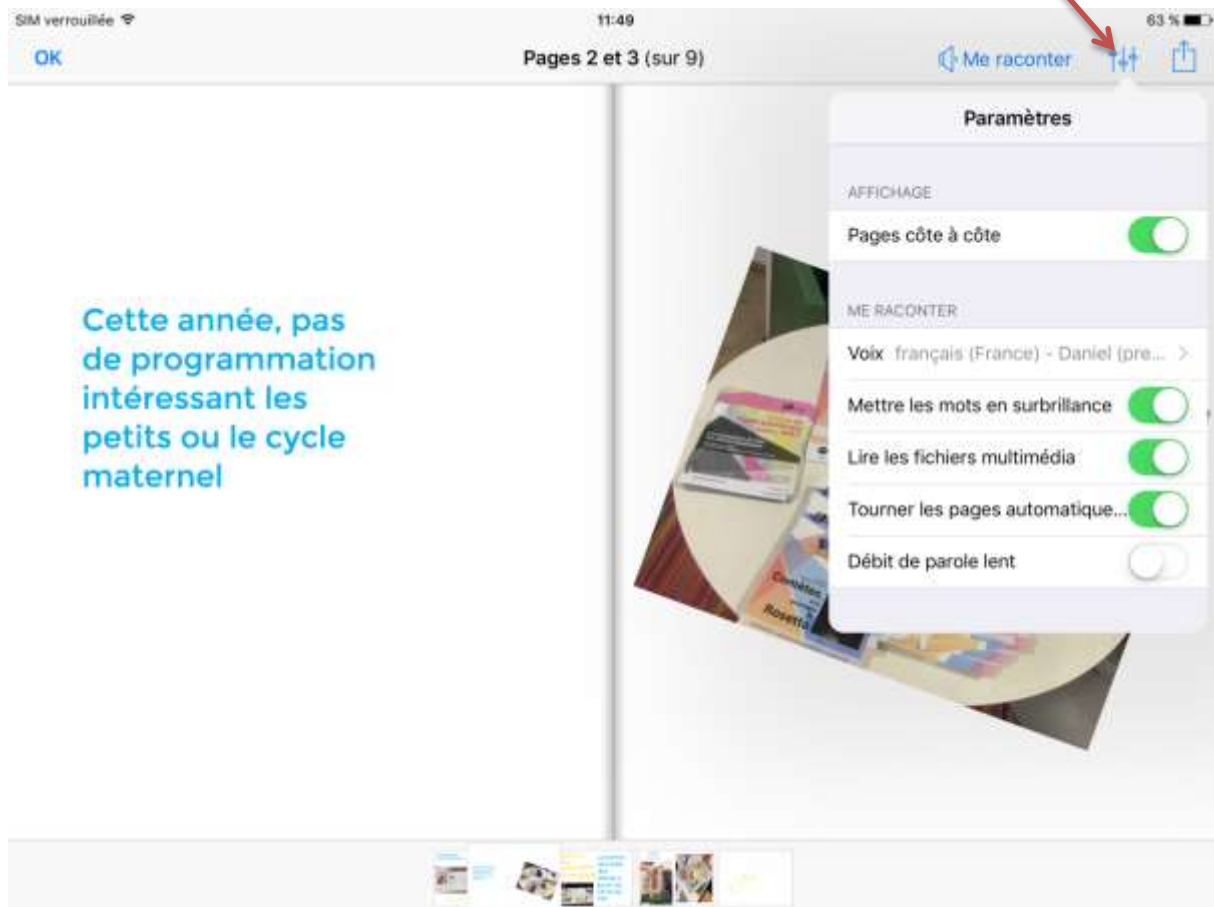 SIM verrouillée
11:49
63 %
OK
Pages 2 et 3 (sur 9)
Me raconter
Paramètres
AFFICHAGE
Pages côte à côte
ME RACONTER
Voix français (France) - Daniel (pre...
Mettre les mots en surbrillance
Lire les fichiers multimédia
Tourner les pages automatique...
Débit de parole lent
Cette année, pas
de programmation
intéressant les
petits ou le cycle
maternel
Comètes
Rosetta